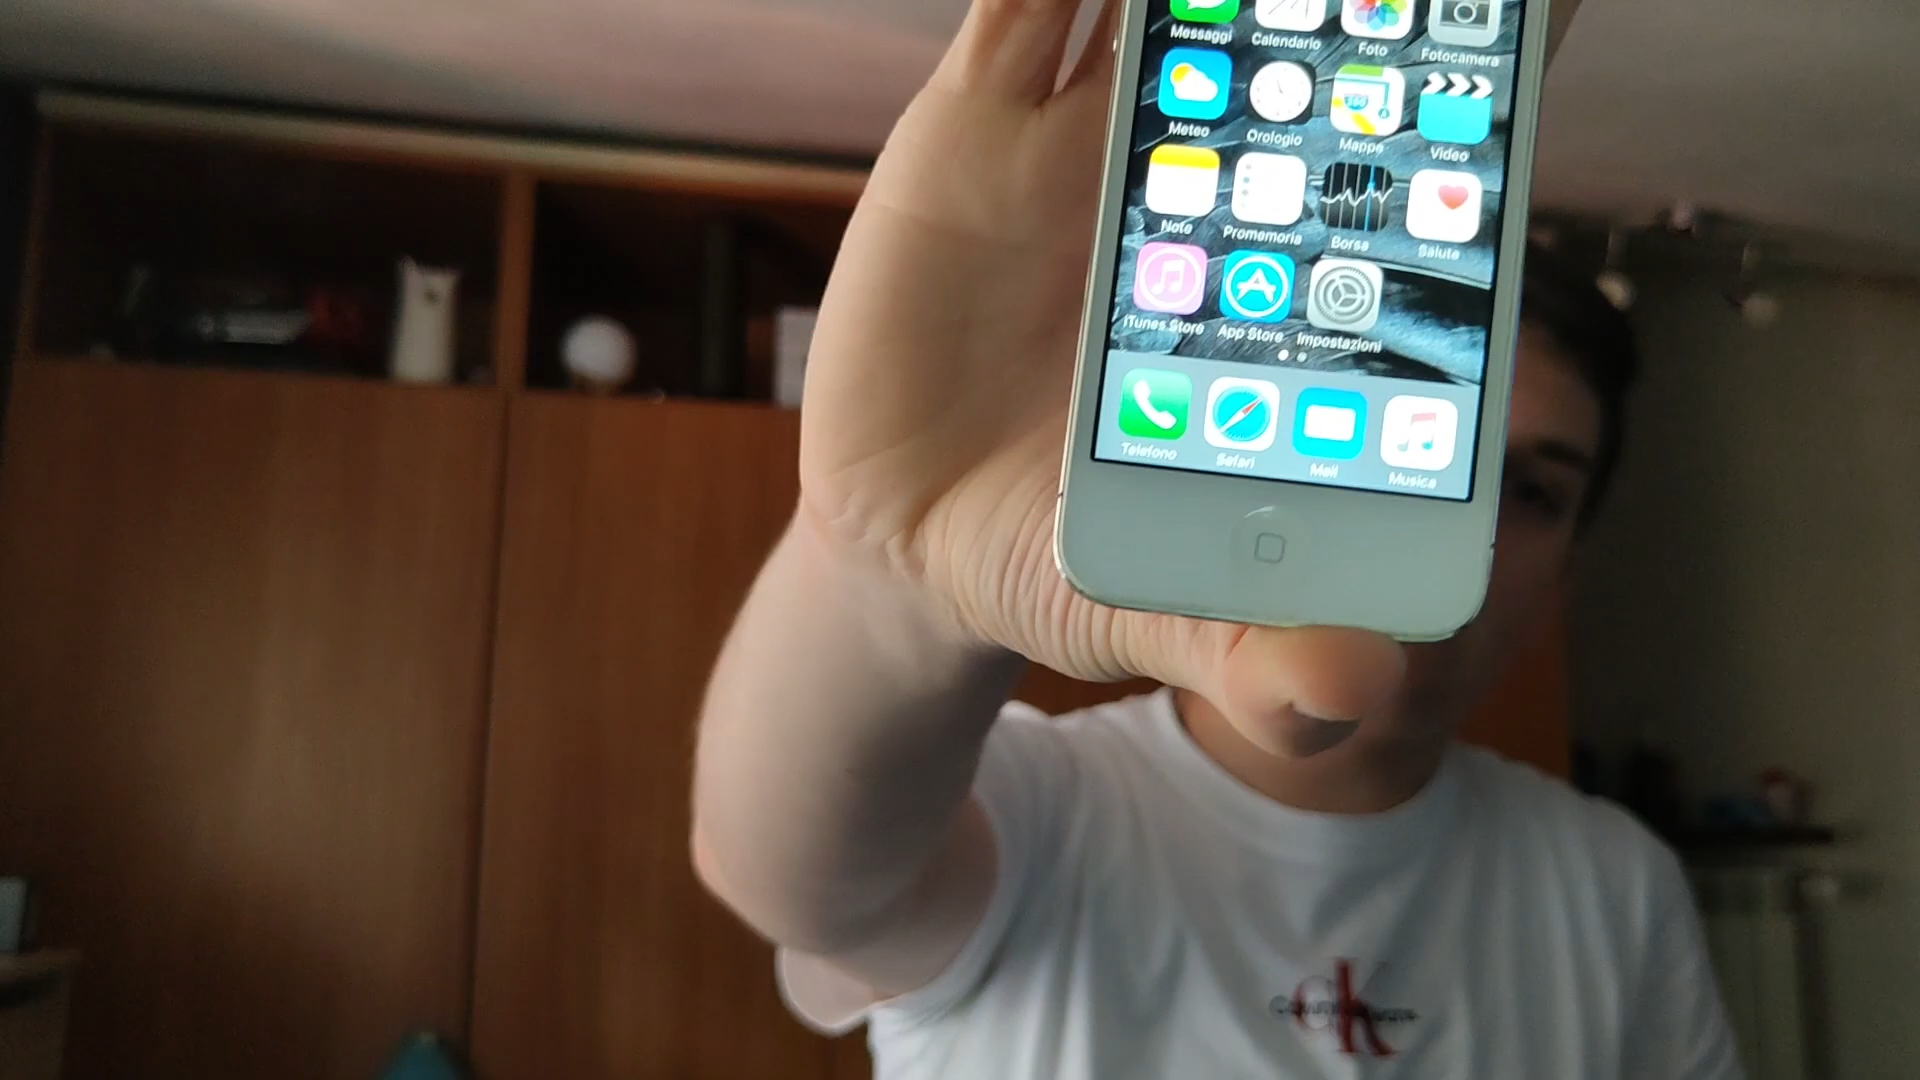 Messaggi Calendario Foto Fotocamera
Meteo Orologio Mappe Video
Note Promemoria Borsa Salute
iTunes Store App Store Impostazioni
Telefono Safari Mail Musica
CK